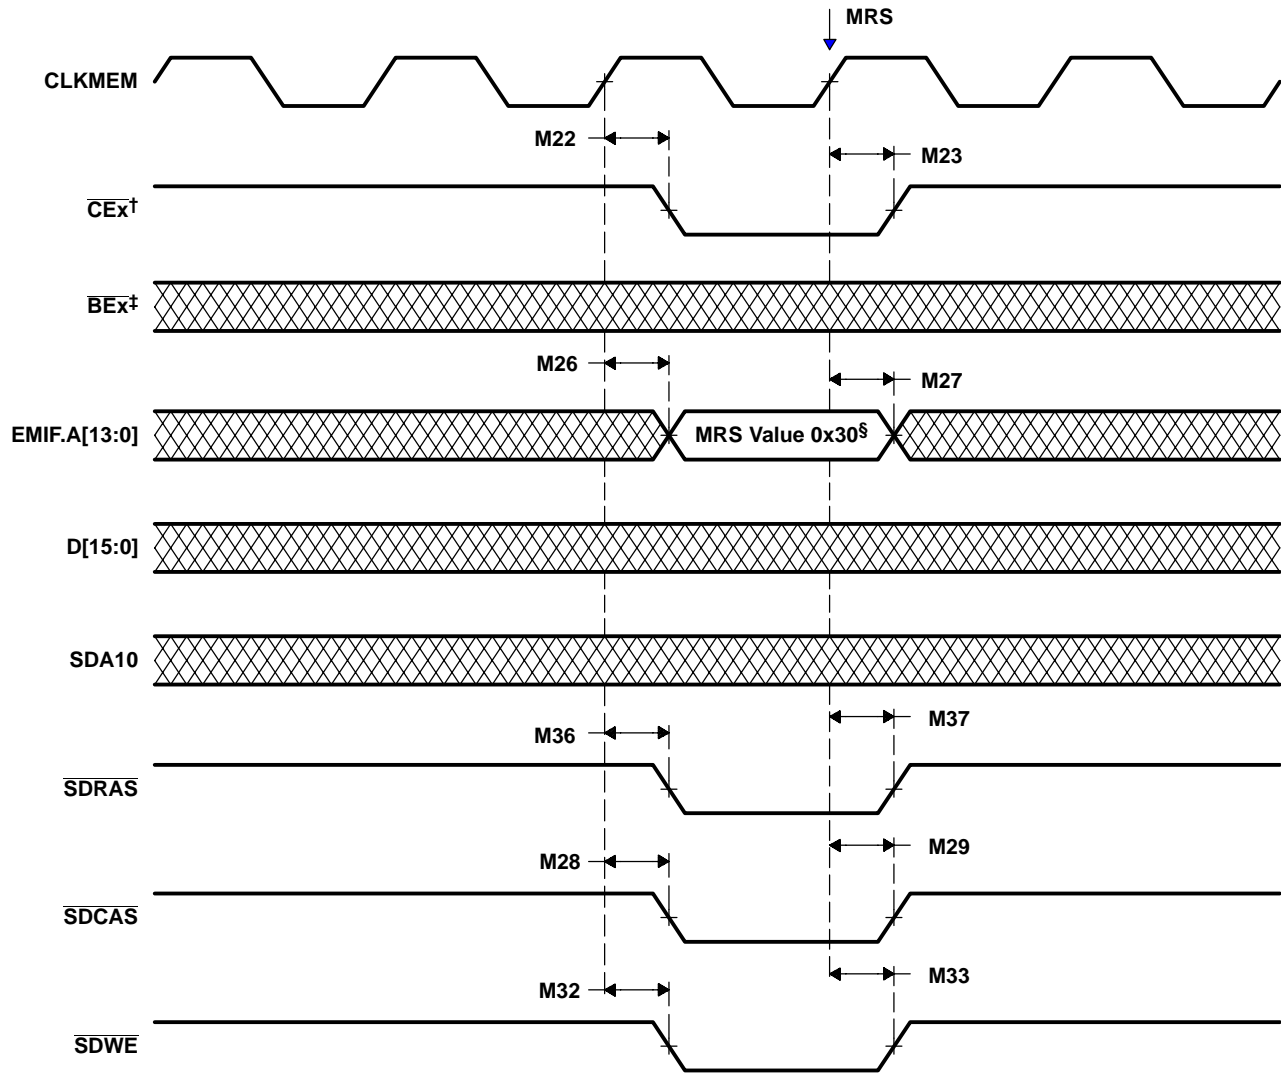 MRS
CLKMEM
M22
M23
CEx†
BEx‡
M26
M27
EMIF.A[13:0]
MRS Value 0x30§
D[15:0]
SDA10
M36
M37
SDRAS
M28
M29
SDCAS
M32
M33
SDWE